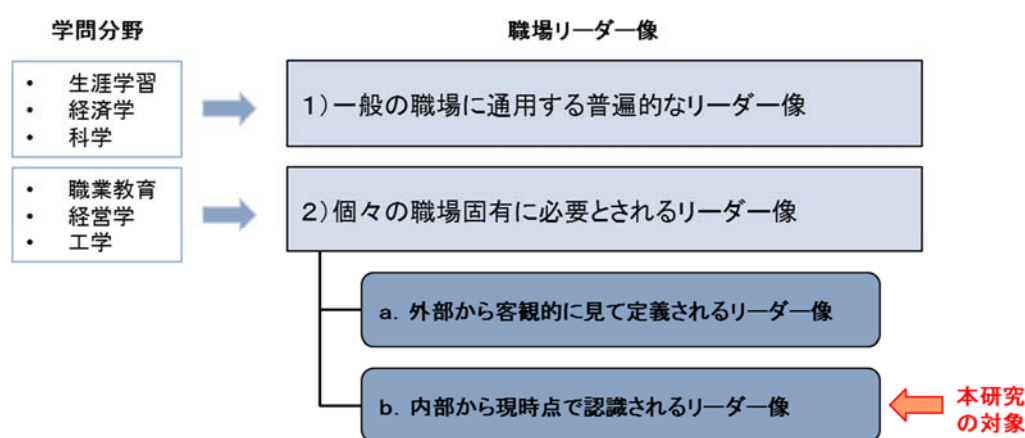 学問分野
職場リーダー像
• 生涯学習
• 経済学
• 科学
1）一般の職場に通用する普遍的なリーダー像
• 職業教育
• 経営学
• 工学
2）個々の職場固有に必要とされるリーダー像
a. 外部から客観的に見て定義されるリーダー像
b. 内部から現時点で認識されるリーダー像
本研究
の対象